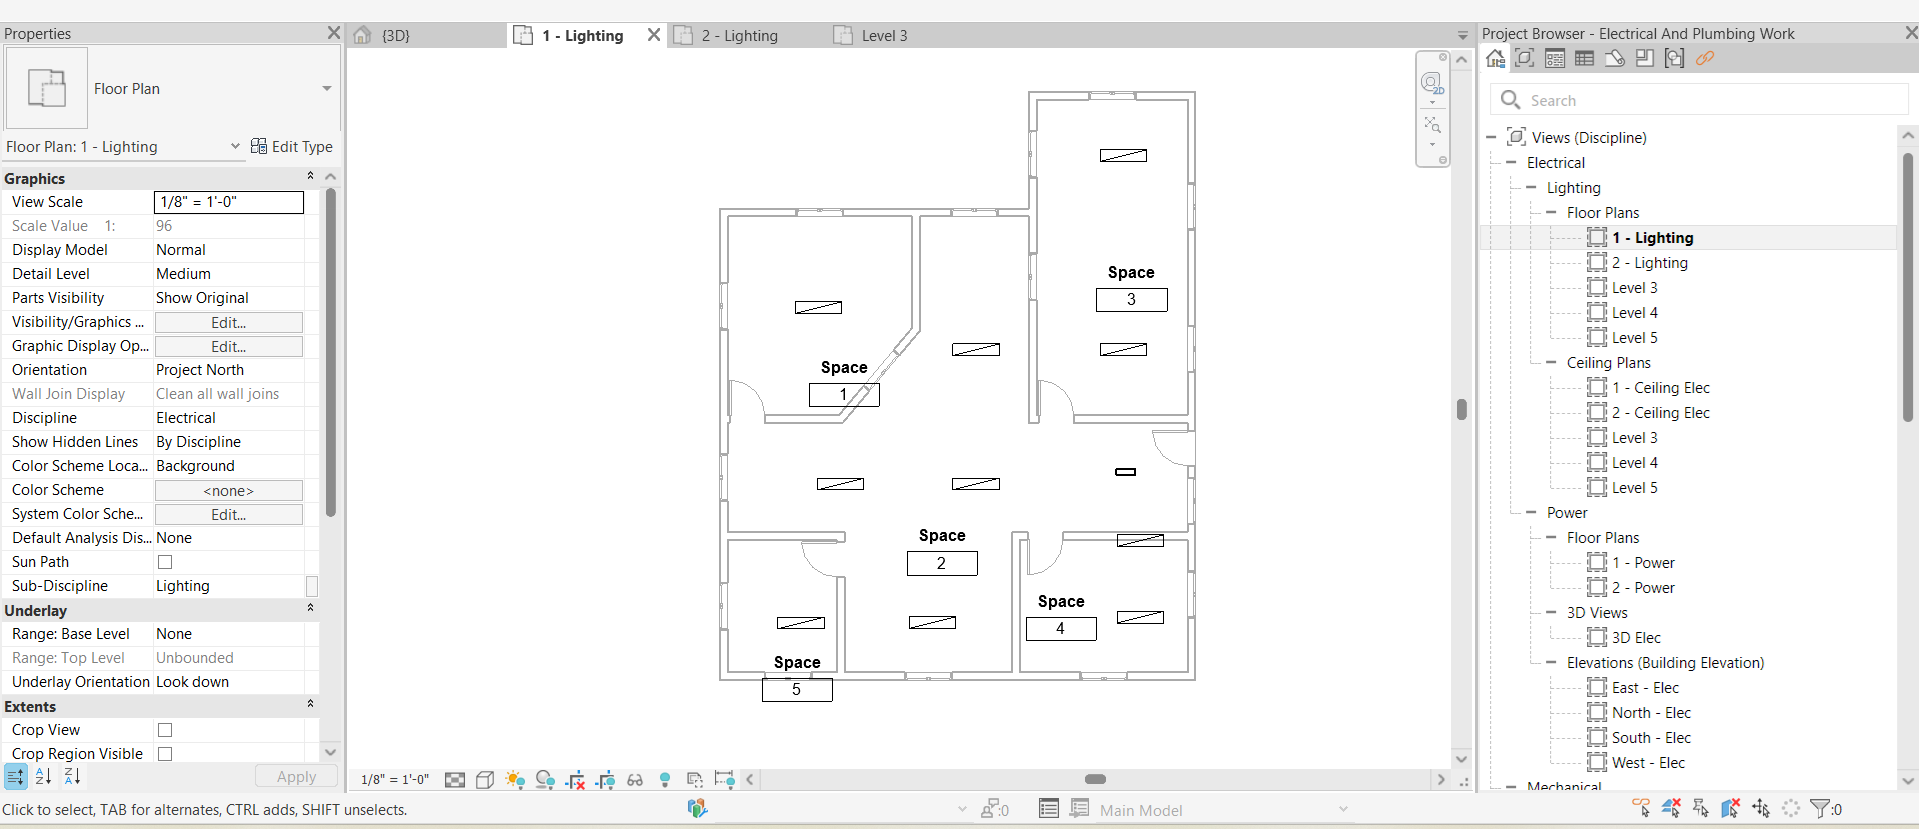 Properties
{3D}
1 - Lighting
2 - Lighting
Level 3
Project Browser - Electrical And Plumbing Work
Floor Plan
Floor Plan: 1 - Lighting
Edit Type
Graphics
View Scale 1/8" = 1'-0"
Scale Value 1: 96
Display Model Normal
Detail Level Medium
Parts Visibility Show Original
Visibility/Graphics ... Edit...
Graphic Display Op... Edit...
Orientation Project North
Wall Join Display Clean all wall joins
Discipline Electrical
Show Hidden Lines By Discipline
Color Scheme Loca... Background
Color Scheme <none>
System Color Sche... Edit...
Default Analysis Dis... None
Sun Path
Sub-Discipline Lighting
Underlay
Range: Base Level None
Range: Top Level Unbounded
Underlay Orientation Look down
Extents
Crop View
Crop Region Visible
Apply
2D
Space
3
Space
1
Space
2
Space
4
Space
5
1/8" = 1'-0"
Search
Views (Discipline)
Electrical
Lighting
Floor Plans
1 - Lighting
2 - Lighting
Level 3
Level 4
Level 5
Ceiling Plans
1 - Ceiling Elec
2 - Ceiling Elec
Level 3
Level 4
Level 5
Power
Floor Plans
1 - Power
2 - Power
3D Views
3D Elec
Elevations (Building Elevation)
East - Elec
North - Elec
South - Elec
West - Elec
Mechanical
Click to select, TAB for alternates, CTRL adds, SHIFT unselects.
:0
Main Model
:0